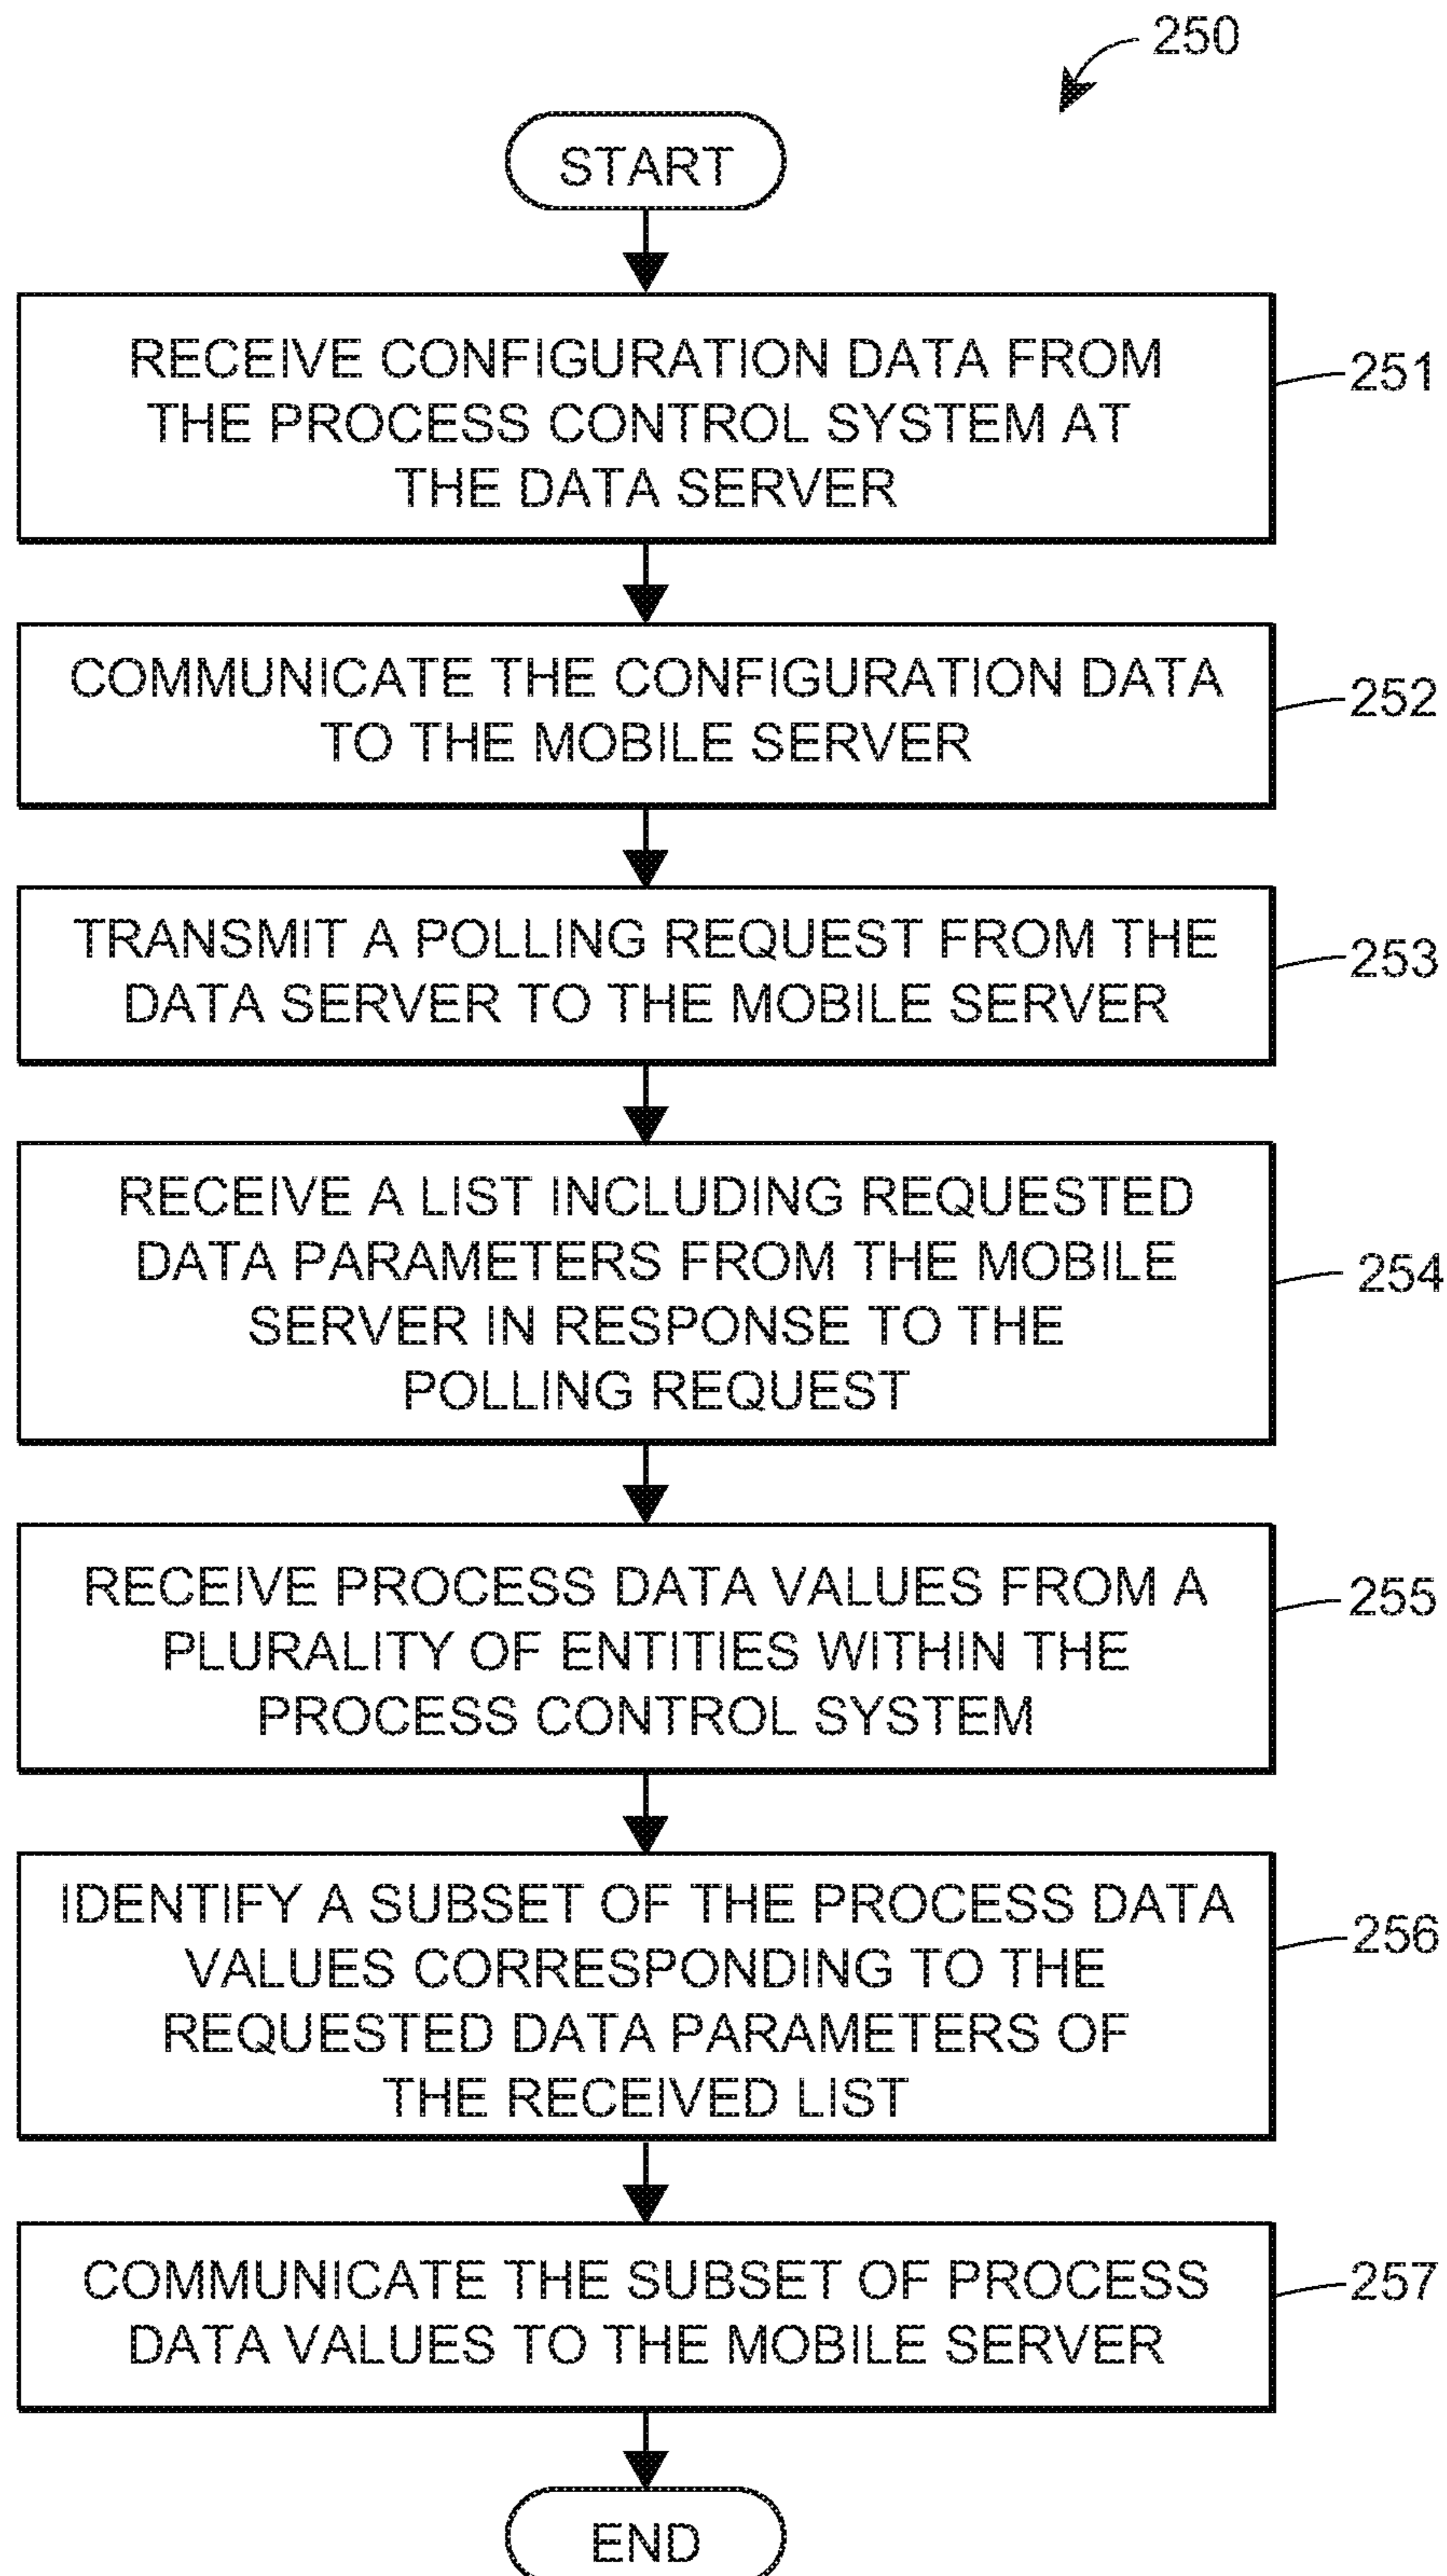 250
START
RECEIVE CONFIGURATION DATA FROM
THE PROCESS CONTROL SYSTEM AT
THE DATA SERVER
251
COMMUNICATE THE CONFIGURATION DATA
TO THE MOBILE SERVER
252
TRANSMIT A POLLING REQUEST FROM THE
DATA SERVER TO THE MOBILE SERVER
253
RECEIVE A LIST INCLUDING REQUESTED
DATA PARAMETERS FROM THE MOBILE
SERVER IN RESPONSE TO THE
POLLING REQUEST
254
RECEIVE PROCESS DATA VALUES FROM A
PLURALITY OF ENTITIES WITHIN THE
PROCESS CONTROL SYSTEM
255
IDENTIFY A SUBSET OF THE PROCESS DATA
VALUES CORRESPONDING TO THE
REQUESTED DATA PARAMETERS OF
THE RECEIVED LIST
256
COMMUNICATE THE SUBSET OF PROCESS
DATA VALUES TO THE MOBILE SERVER
257
END